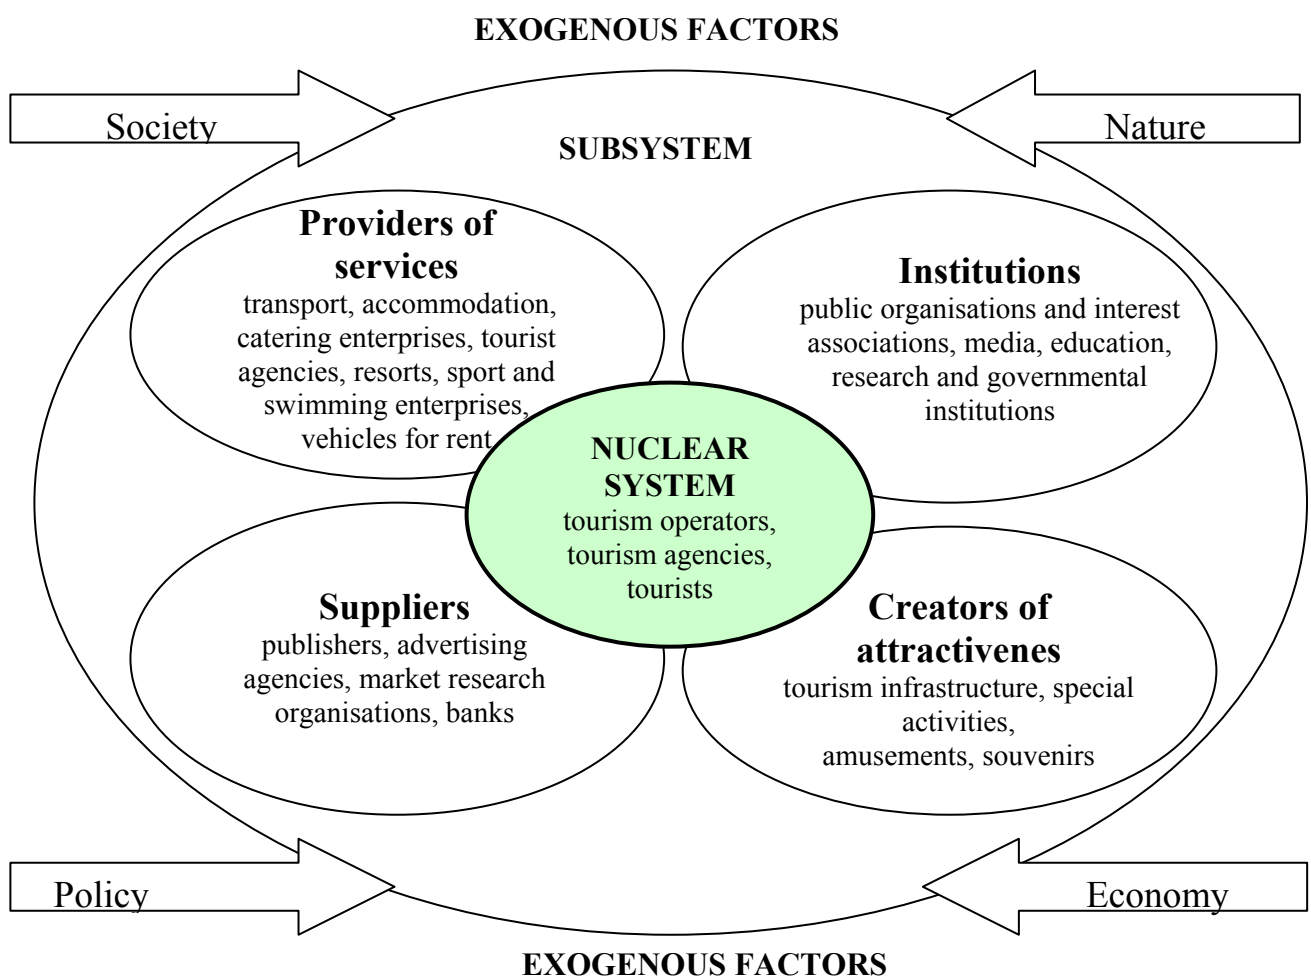 EXOGENOUS FACTORS
Society
Nature
SUBSYSTEM
Providers of
services
transport, accommodation,
catering enterprises, tourist
agencies, resorts, sport and
swimming enterprises,
vehicles for rent
Institutions
public organisations and interest
associations, media, education,
research and governmental
institutions
NUCLEAR
SYSTEM
tourism operators,
tourism agencies,
tourists
Suppliers
publishers, advertising
agencies, market research
organisations, banks
Creators of
attractivenes
tourism infrastructure, special
activities,
amusements, souvenirs
Policy
Economy
EXOGENOUS FACTORS